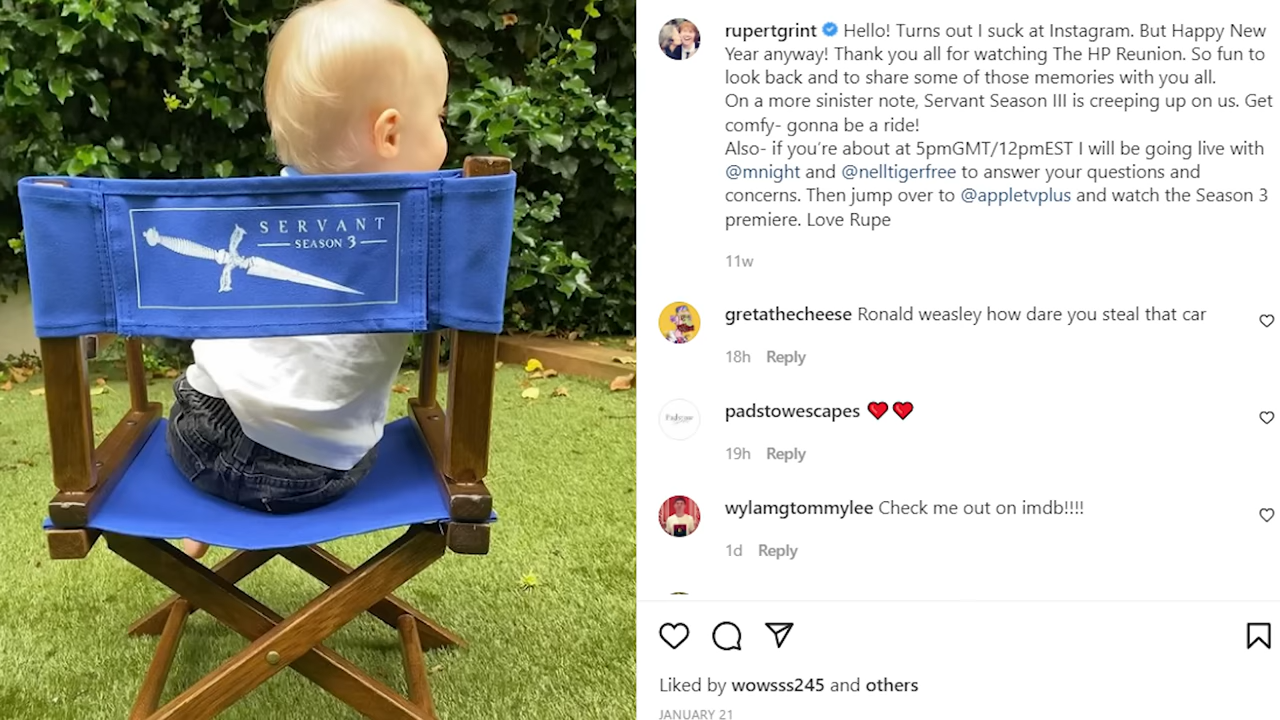 SERVANT
SEASON 3
rupertgrint Hello! Turns out I suck at Instagram. But Happy New
Year anyway! Thank you all for watching The HP Reunion. So fun to
look back and to share some of those memories with you all.
On a more sinister note, Servant Season III is creeping up on us. Get
comfy- gonna be a ride!
Also- if you're about at 5pmGMT/12pmEST I will be going live with
@mnight and @nelltigerfree to answer your questions and
concerns. Then jump over to @appletvplus and watch the Season 3
premiere. Love Rupe
11w
gretathecheese Ronald weasley how dare you steal that car
18h Reply
padstowescapes ❤️❤️
19h Reply
wylamgtommylee Check me out on imdb!!!!
1d Reply
Liked by wowsss245 and others
JANUARY 21